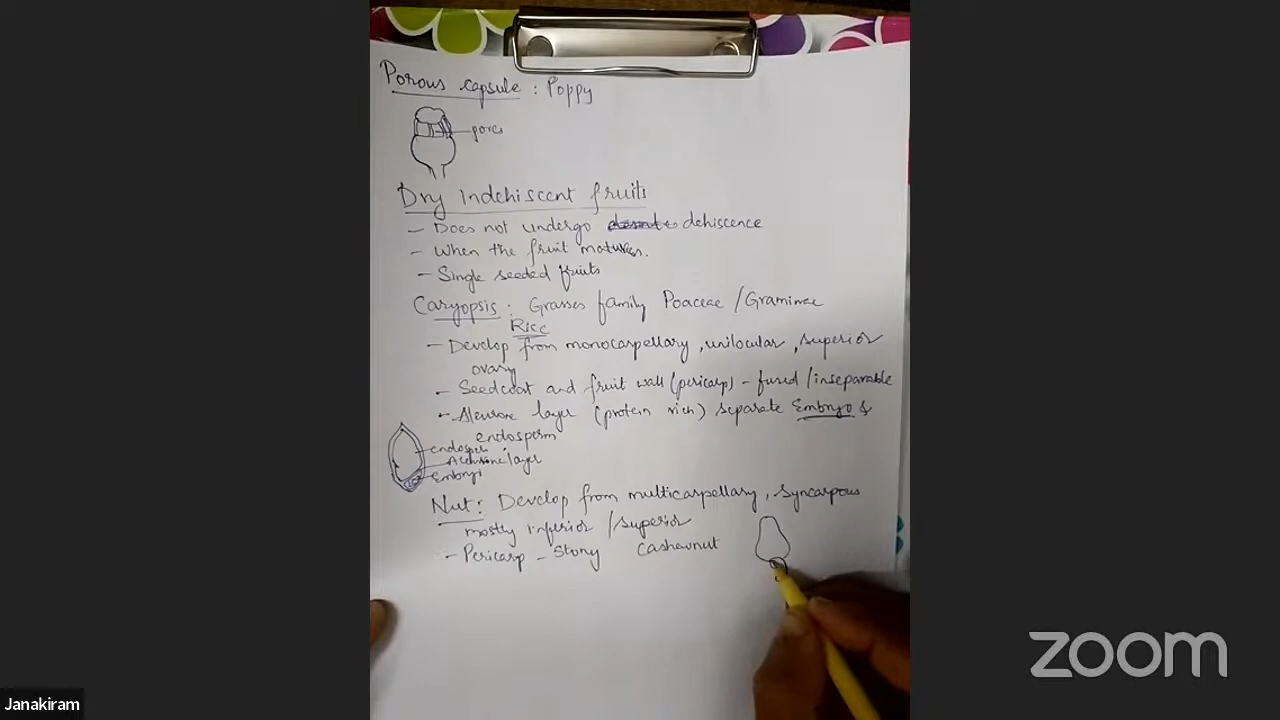 Porous capsule : Poppy
pores
Dry Indehiscent fruits
- Does not undergo dehiscence
- When the fruit matures.
- Single seeded fruits
Caryopsis : Grasses family Poaceae / Graminae
Rice
- Develop from monocarpellary, unilocular, superior
ovary
- Seedcoat and fruit wall (pericarp) - fused / inseparable
- Aleurone layer (protein rich) separate Embryo &
endosperm
endosperm
Aleurone layer
Embryo
Nut : Develop from multicarpellary, syncarpous
mostly inferior / superior
- Pericarp - Stony Cashewnut
zoom
Janakiram